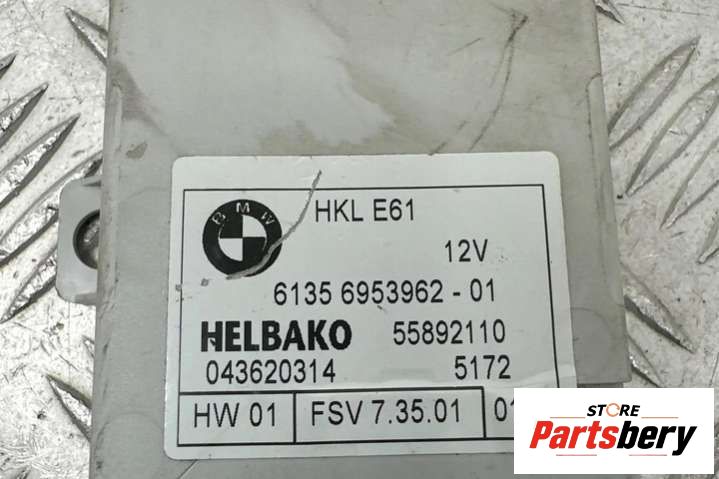 BMW
HKL E61
12V
6135 6953962 - 01
HELBAKO 55892110
043620314 5172
HW 01 FSV 7.35.01
STORE
Partsbery